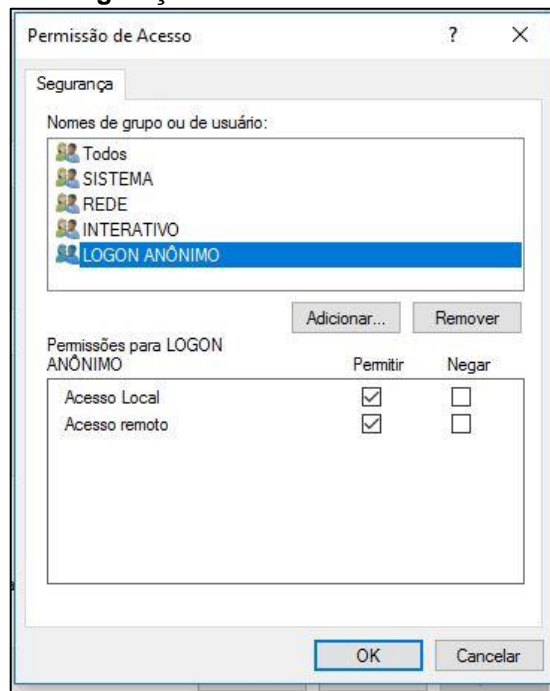 Permissão de Acesso ? X
Segurança
Nomes de grupo ou de usuário:
Todos
SISTEMA
REDE
INTERATIVO
LOGON ANÔNIMO
Adicionar... Remover
Permissões para LOGON
ANÔNIMO Permitir Negar
Acesso Local
Acesso remoto
OK Cancelar